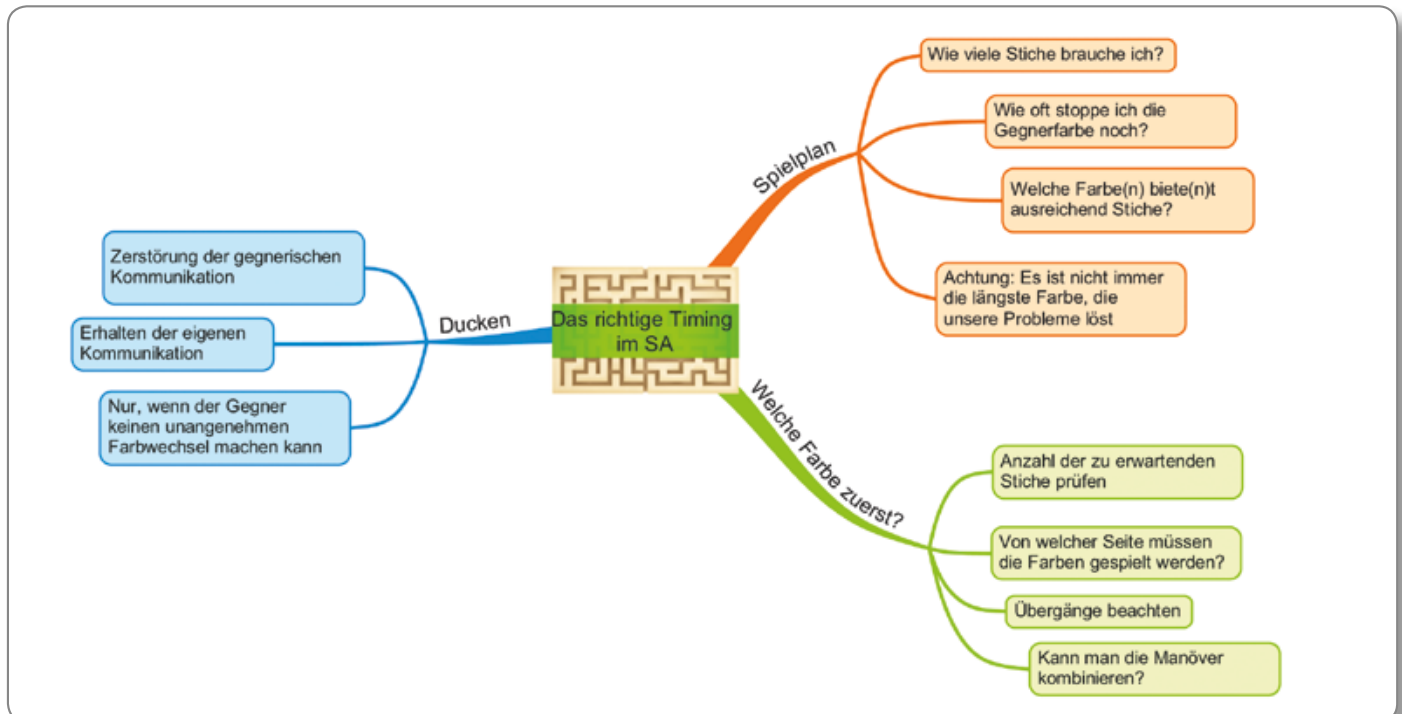 Das richtige Timing
im SA
Spielplan
Wie viele Stiche brauche ich?
Wie oft stoppe ich die
Gegnerfarbe noch?
Welche Farbe(n) biete(n)t
ausreichend Stiche?
Achtung: Es ist nicht immer
die längste Farbe, die
unsere Probleme löst
Welche Farbe zuerst?
Anzahl der zu erwartenden
Stiche prüfen
Von welcher Seite müssen
die Farben gespielt werden?
Übergänge beachten
Kann man die Manöver
kombinieren?
Ducken
Zerstörung der gegnerischen
Kommunikation
Erhalten der eigenen
Kommunikation
Nur, wenn der Gegner
keinen unangenehmen
Farbwechsel machen kann